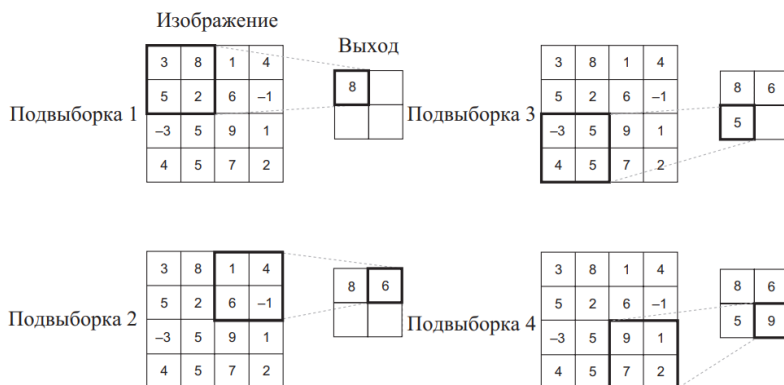 Изображение
Выход
3 8 1 4
5 2 6 –1
–3 5 9 1
4 5 7 2
8
Подвыборка 1
3 8 1 4
5 2 6 –1
–3 5 9 1
4 5 7 2
8 6
5
Подвыборка 3
3 8 1 4
5 2 6 –1
–3 5 9 1
4 5 7 2
8 6
Подвыборка 2
3 8 1 4
5 2 6 –1
–3 5 9 1
4 5 7 2
8 6
5 9
Подвыборка 4